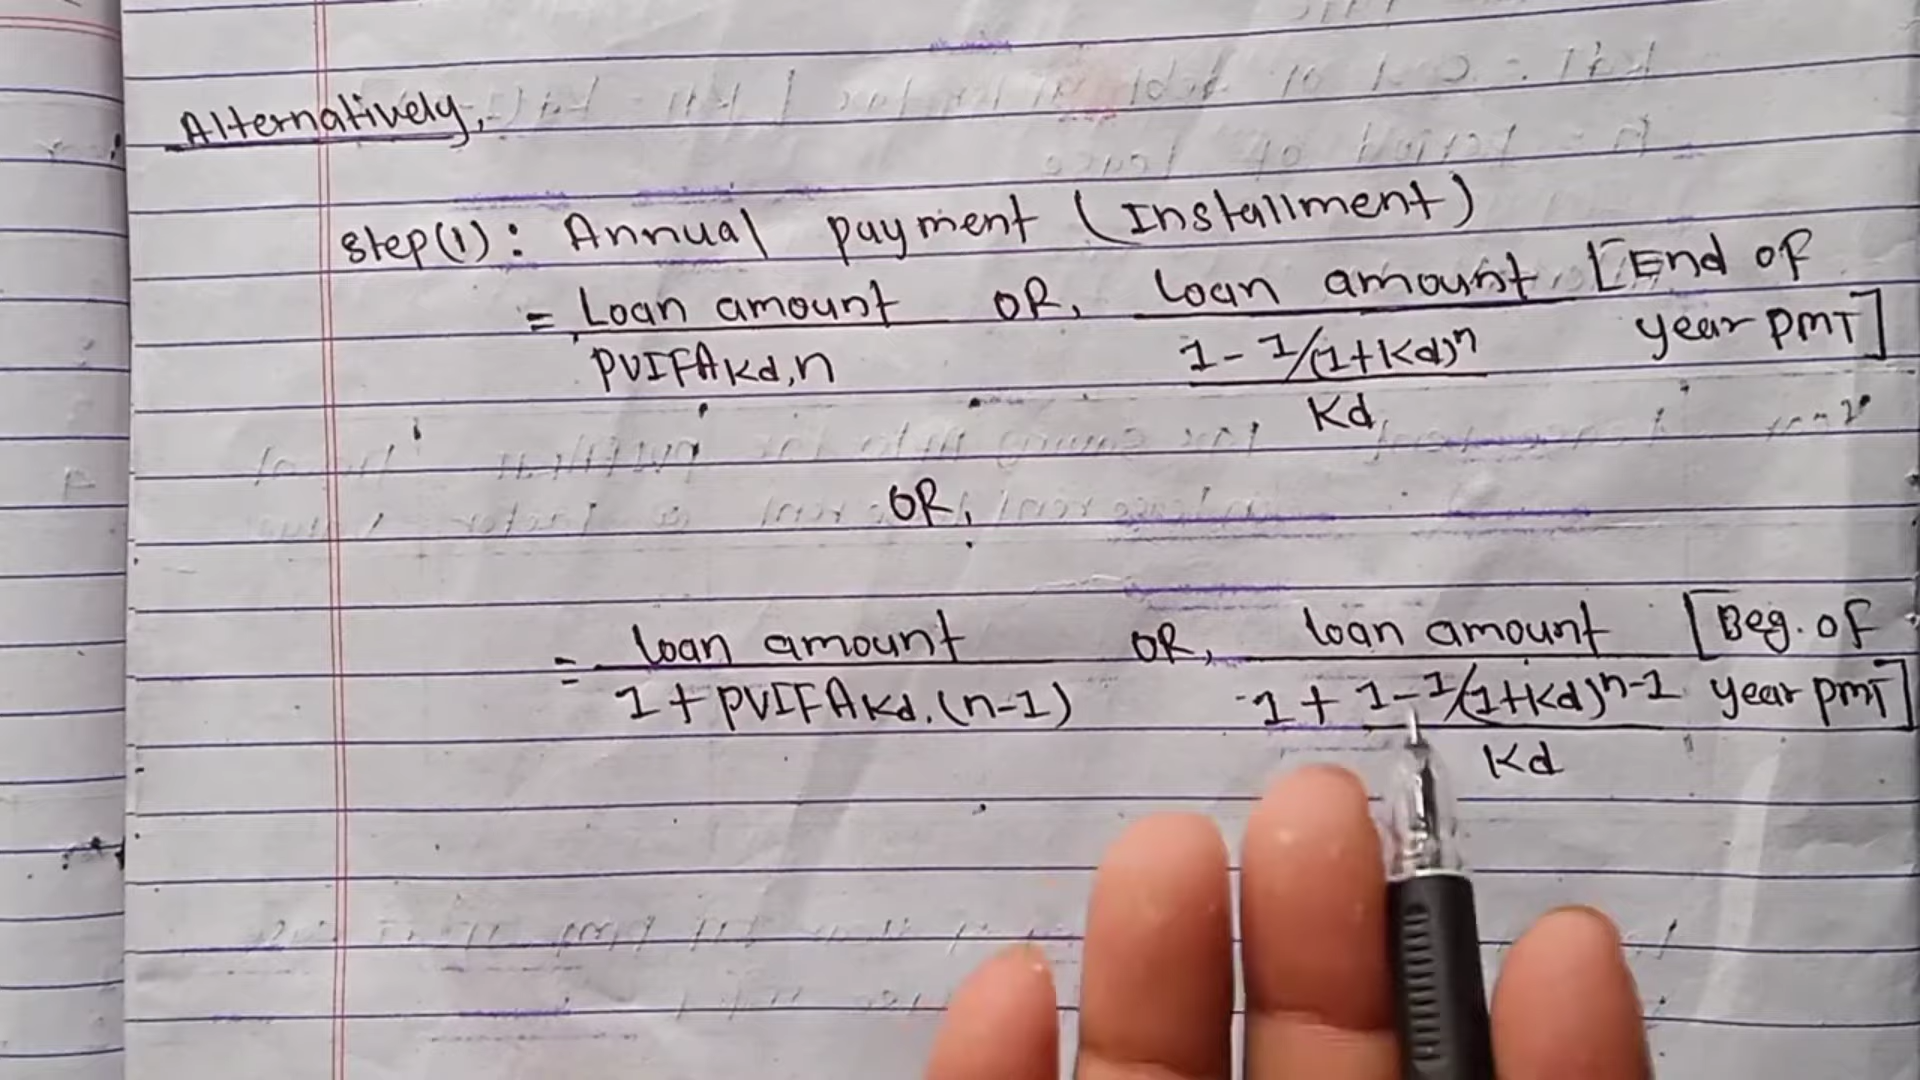 Alternatively,
Step(1): Annual payment (Installment)
= Loan amount OR, Loan amount [End of
PVIFAkd,n 1-1/(1+kd)^n year PMT]
kd
OR,
= Loan amount OR, Loan amount [Beg. of
1+PVIFAkd,(n-1) 1+ 1-1/(1+kd)^n-1 year PMT]
kd